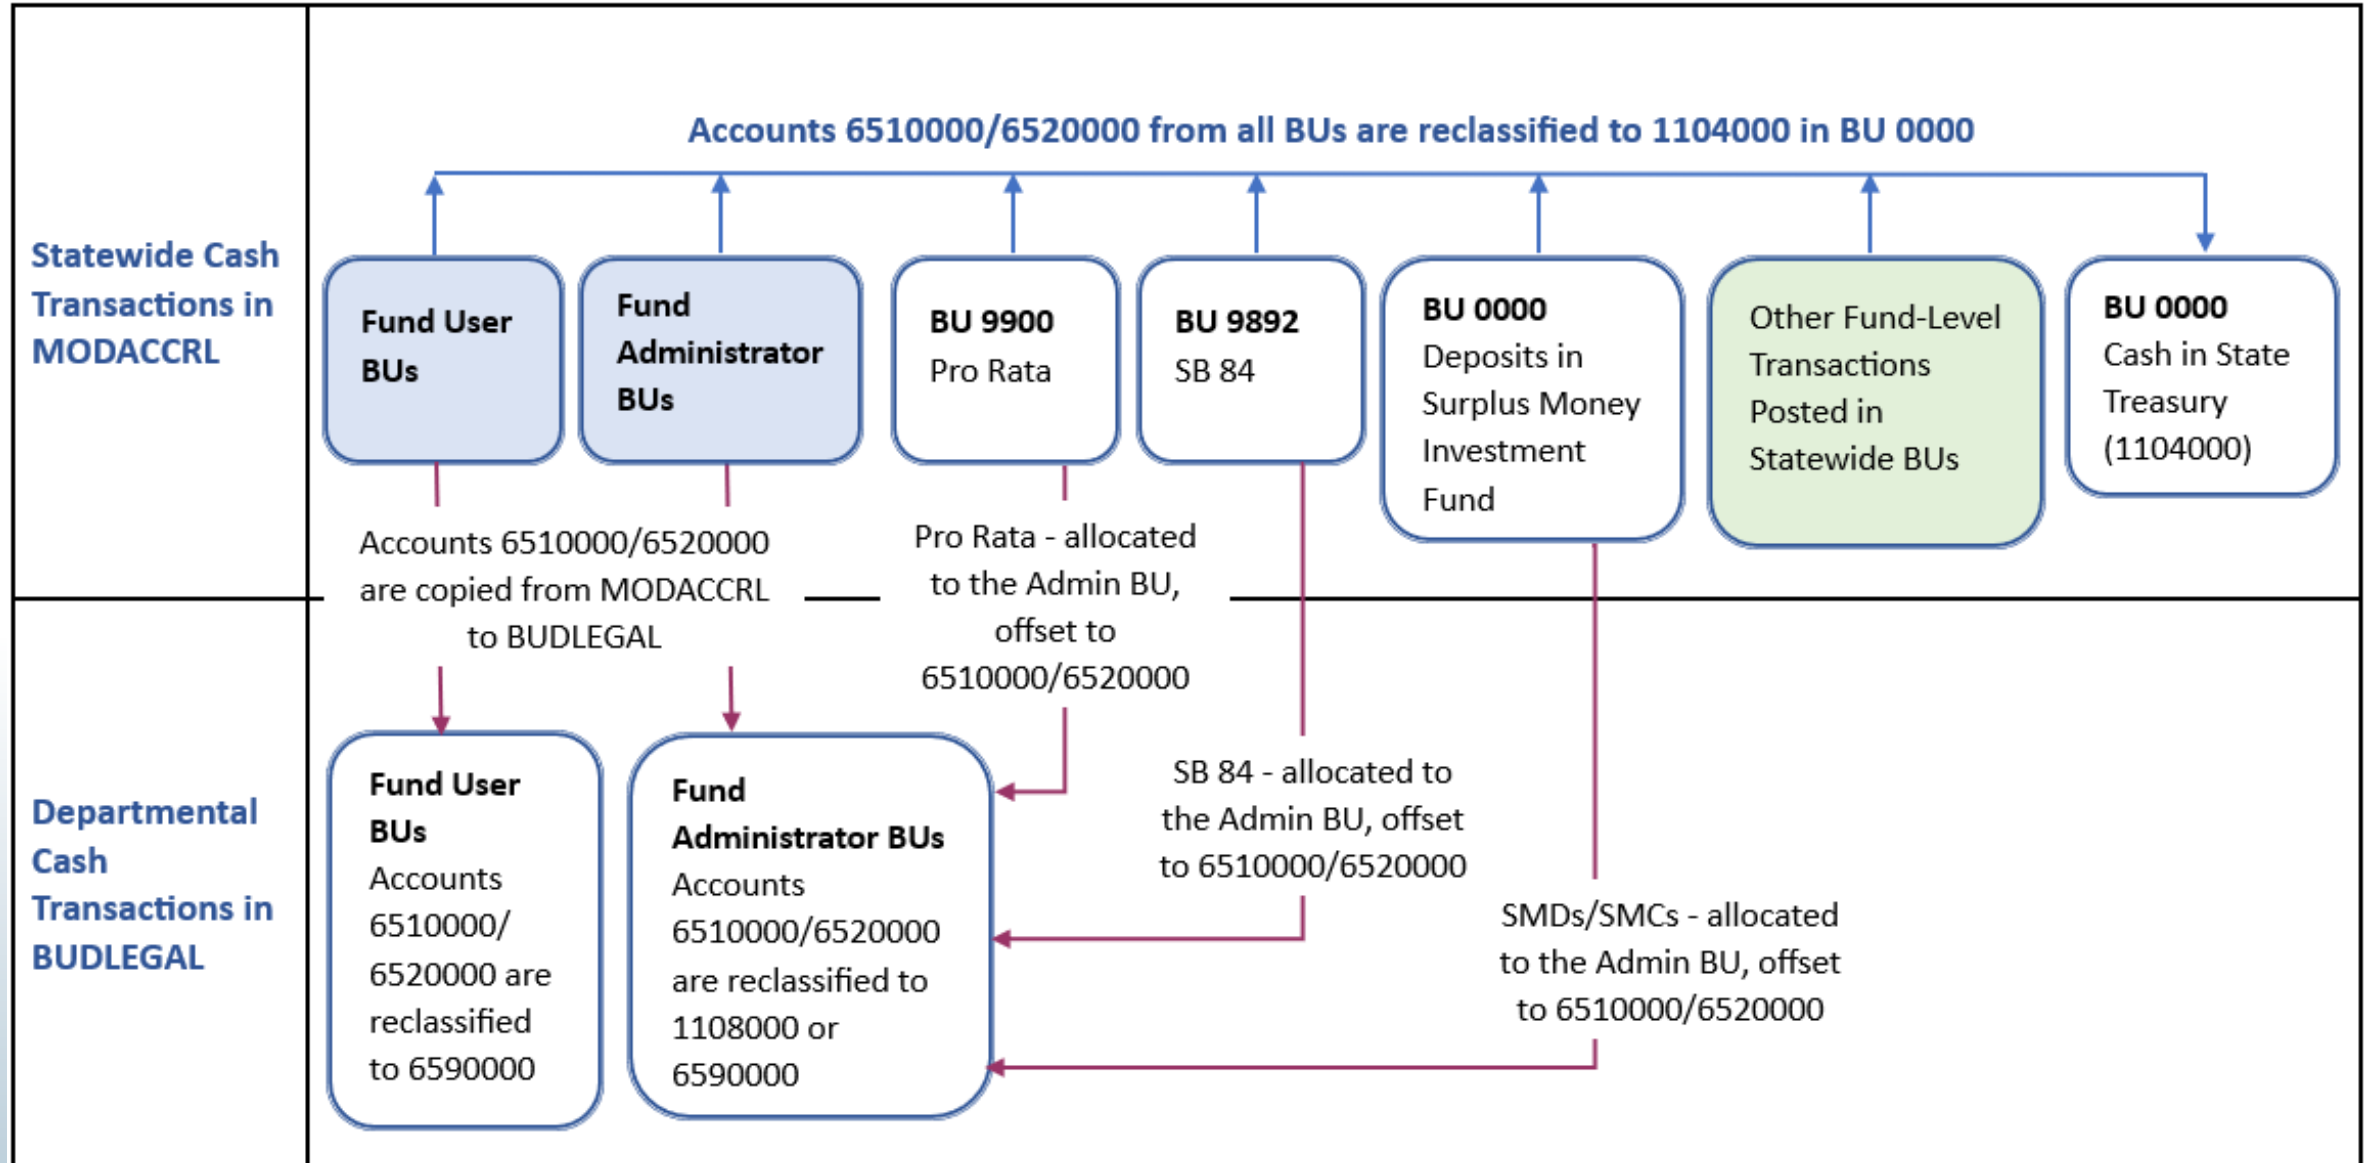 Accounts 6510000/6520000 from all BUs are reclassified to 1104000 in BU 0000
Statewide Cash
Transactions in
MODACCRL
Fund User
BUs
Fund
Administrator
BUs
BU 9900
Pro Rata
BU 9892
SB 84
BU 0000
Deposits in
Surplus Money
Investment
Fund
Other Fund-Level
Transactions
Posted in
Statewide BUs
BU 0000
Cash in State
Treasury
(1104000)
Accounts 6510000/6520000
are copied from MODACCRL
to BUDLEGAL
Pro Rata - allocated
to the Admin BU,
offset to
6510000/6520000
SB 84 - allocated to
the Admin BU, offset
to 6510000/6520000
SMDs/SMCs - allocated
to the Admin BU, offset
to 6510000/6520000
Departmental
Cash
Transactions in
BUDLEGAL
Fund User
BUs
Accounts
6510000/
6520000 are
reclassified
to 6590000
Fund
Administrator BUs
Accounts
6510000/6520000
are reclassified to
1108000 or
6590000